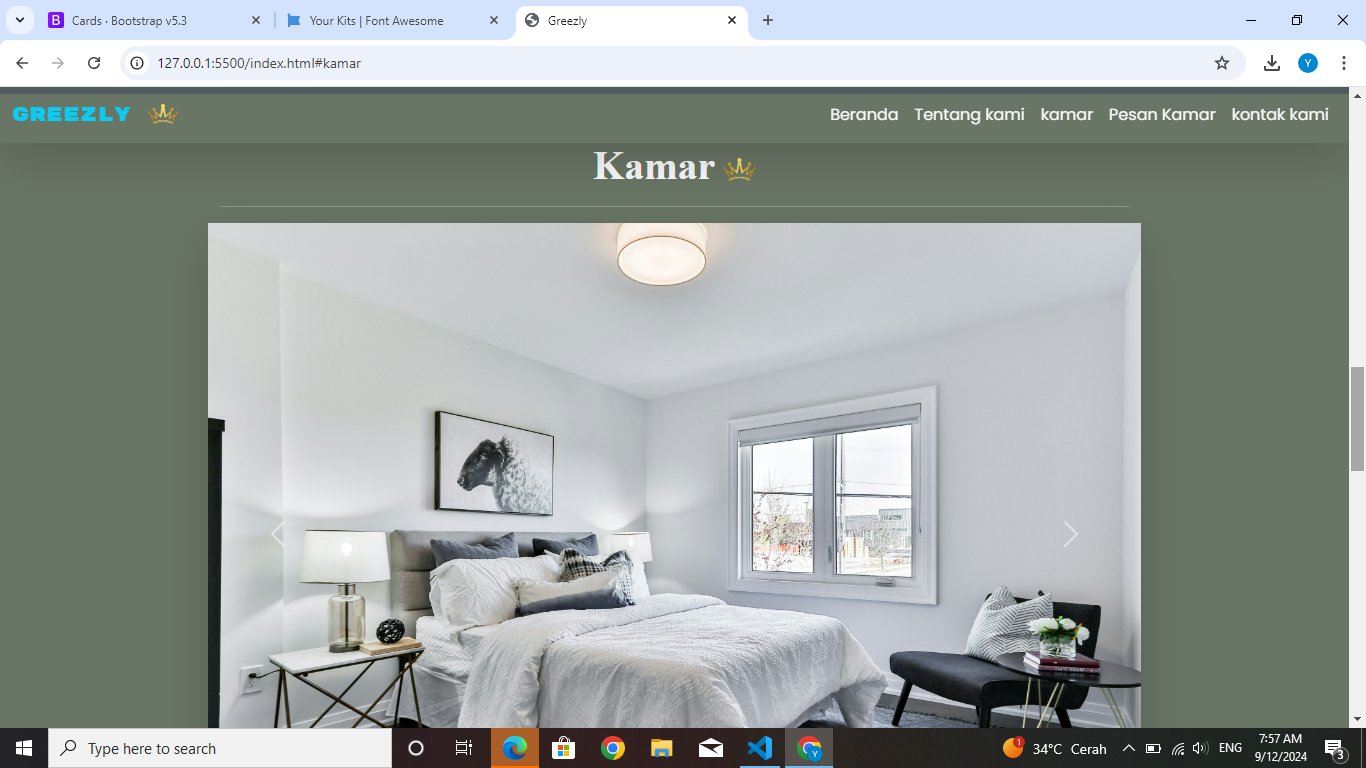 Cards · Bootstrap v5.3
Your Kits | Font Awesome
Greezly
127.0.0.1:5500/index.html#kamar
Y
GREEZLY
Beranda Tentang kami kamar Pesan Kamar kontak kami
Kamar
Type here to search
Y
1
34°C Cerah
ENG
7:57 AM
9/12/2024
3